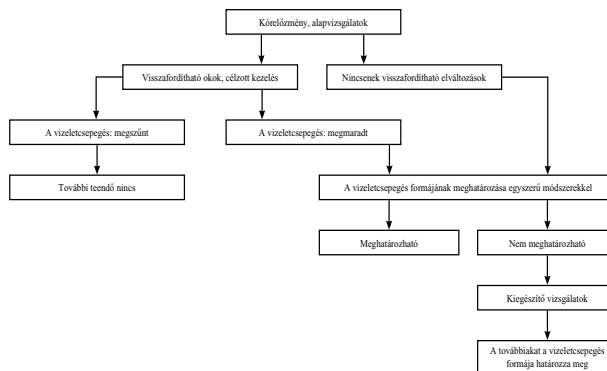 Kórelőzmény, alapvizsgálatok
Visszafordítható okok, célzott kezelés
Nincsenek visszafordítható elváltozások
A vizeletcsepegés: megszűnt
A vizeletcsepegés: megmaradt
További teendő nincs
A vizeletcsepegés formájának meghatározása egyszerű módszerekkel
Meghatározható
Nem meghatározható
Kiegészítő vizsgálatok
A továbbiakat a vizeletcsepegés
formája határozza meg